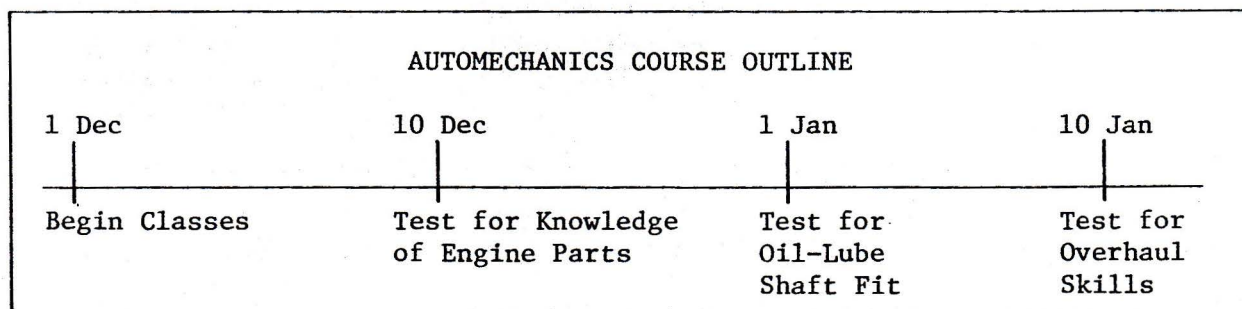 AUTOMECHANICS COURSE OUTLINE
1 Dec 10 Dec 1 Jan 10 Jan
Begin Classes Test for Knowledge Test for Test for
of Engine Parts Oil-Lube Overhaul
Shaft Fit Skills